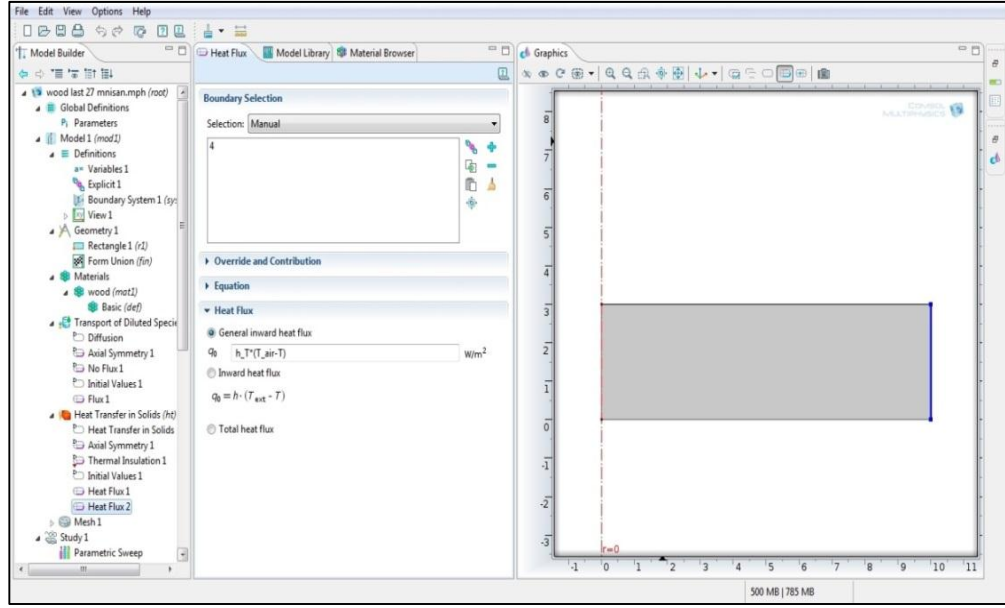 File Edit View Options Help
Model Builder
wood last 27 mnisan.mph (root)
Global Definitions
Pi Parameters
Model 1 (mod1)
Definitions
a= Variables 1
Explicit 1
Boundary System 1 (sy:
View 1
Geometry 1
Rectangle 1 (r1)
Form Union (fin)
Materials
wood (mat1)
Basic (def)
Transport of Diluted Specie
Diffusion
Axial Symmetry 1
No Flux 1
Initial Values 1
Flux 1
Heat Transfer in Solids (ht)
Heat Transfer in Solids
Axial Symmetry 1
Thermal Insulation 1
Initial Values 1
Heat Flux 1
Heat Flux 2
Mesh 1
Study 1
Parametric Sweep
Heat Flux Model Library Material Browser
Boundary Selection
Selection: Manual
4
Override and Contribution
Equation
Heat Flux
General inward heat flux
q0 h_T*(T_air-T) W/m²
Inward heat flux
q0 = h · (Text - T)
Total heat flux
Graphics
COMSOL
MULTIPHYSICS
8
7
6
5
4
3
2
1
0
-1
-2
-3
r=0
-1 0 1 2 3 4 5 6 7 8 9 10 11
500 MB | 785 MB